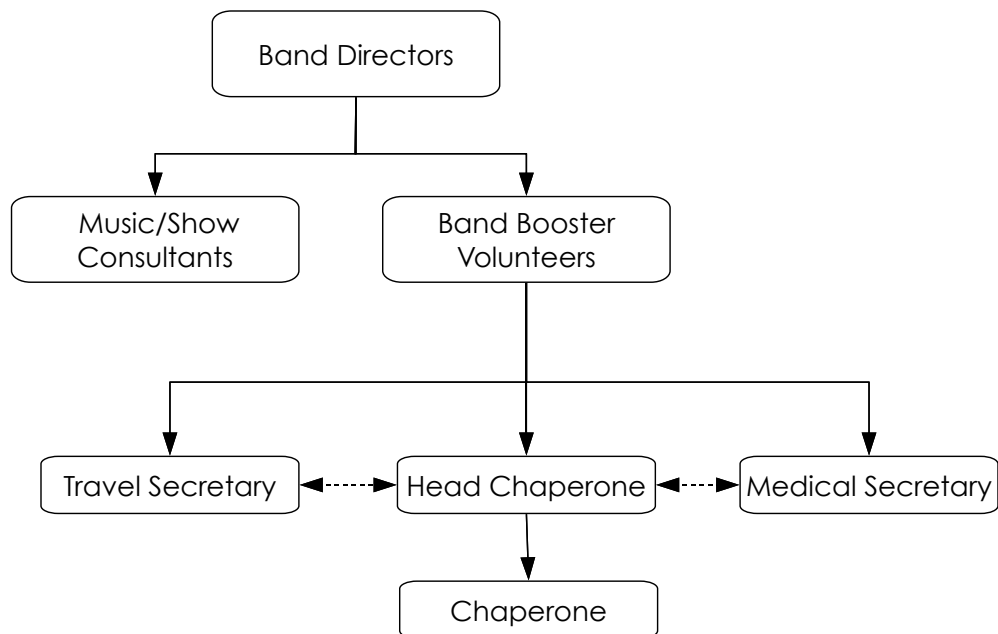 Band Directors
Music/Show
Consultants
Band Booster
Volunteers
Travel Secretary
Head Chaperone
Medical Secretary
Chaperone